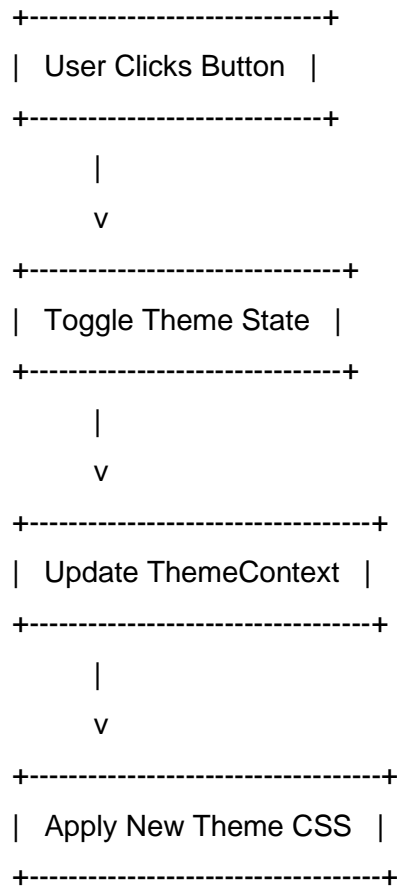 +------------------------------+
| User Clicks Button |
+------------------------------+
|
v
+--------------------------------+
| Toggle Theme State |
+--------------------------------+
|
v
+-----------------------------------+
| Update ThemeContext |
+-----------------------------------+
|
v
+------------------------------------+
| Apply New Theme CSS |
+------------------------------------+